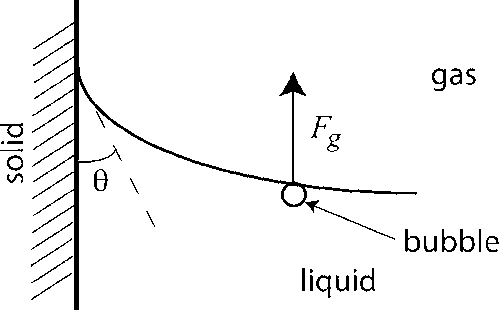 gas
solid
F_g
θ
bubble
liquid